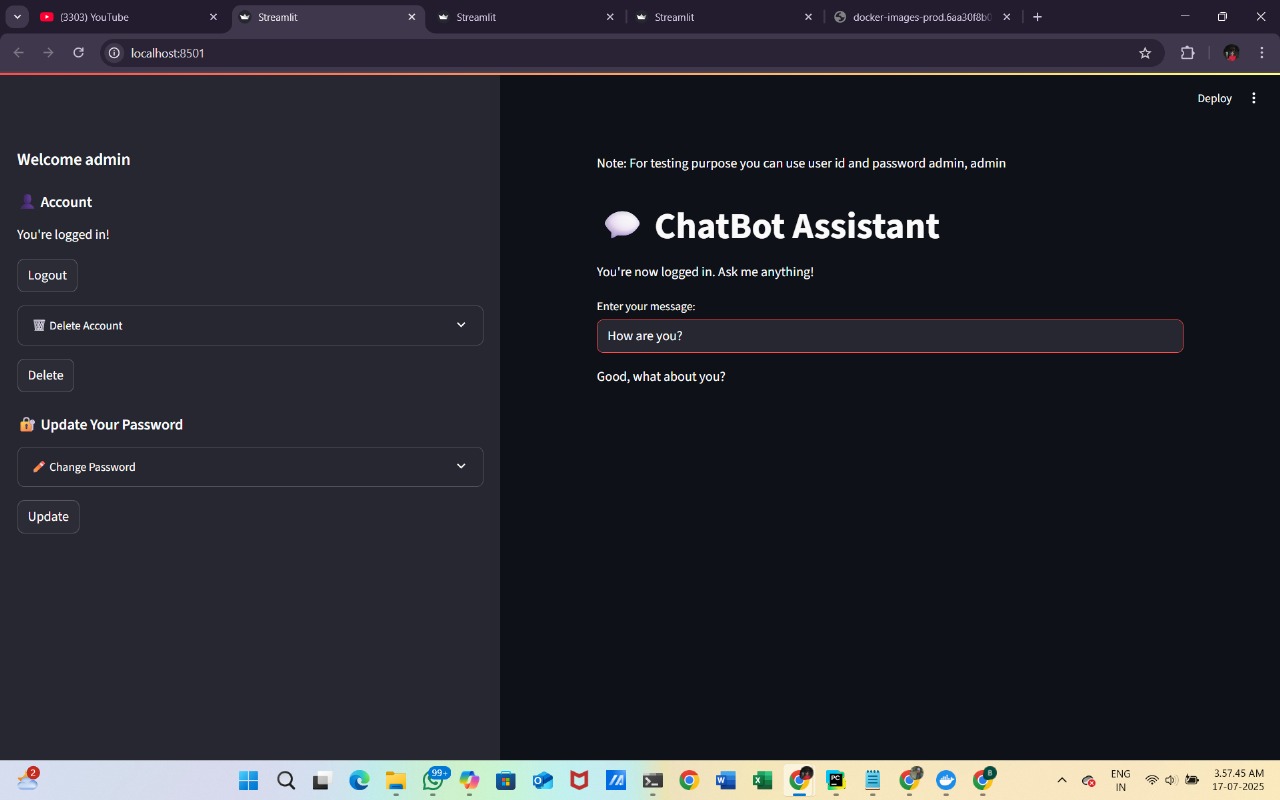 (3303) YouTube
Streamlit
Streamlit
Streamlit
docker-images-prod.6aa30f8b0
localhost:8501
Deploy
Welcome admin
Account
You're logged in!
Logout
Delete Account
Delete
Update Your Password
Change Password
Update
Note: For testing purpose you can use user id and password admin, admin
ChatBot Assistant
You're now logged in. Ask me anything!
Enter your message:
How are you?
Good, what about you?
2
99+
PC
8
ENG
IN
3.57.45 AM
17-07-2025